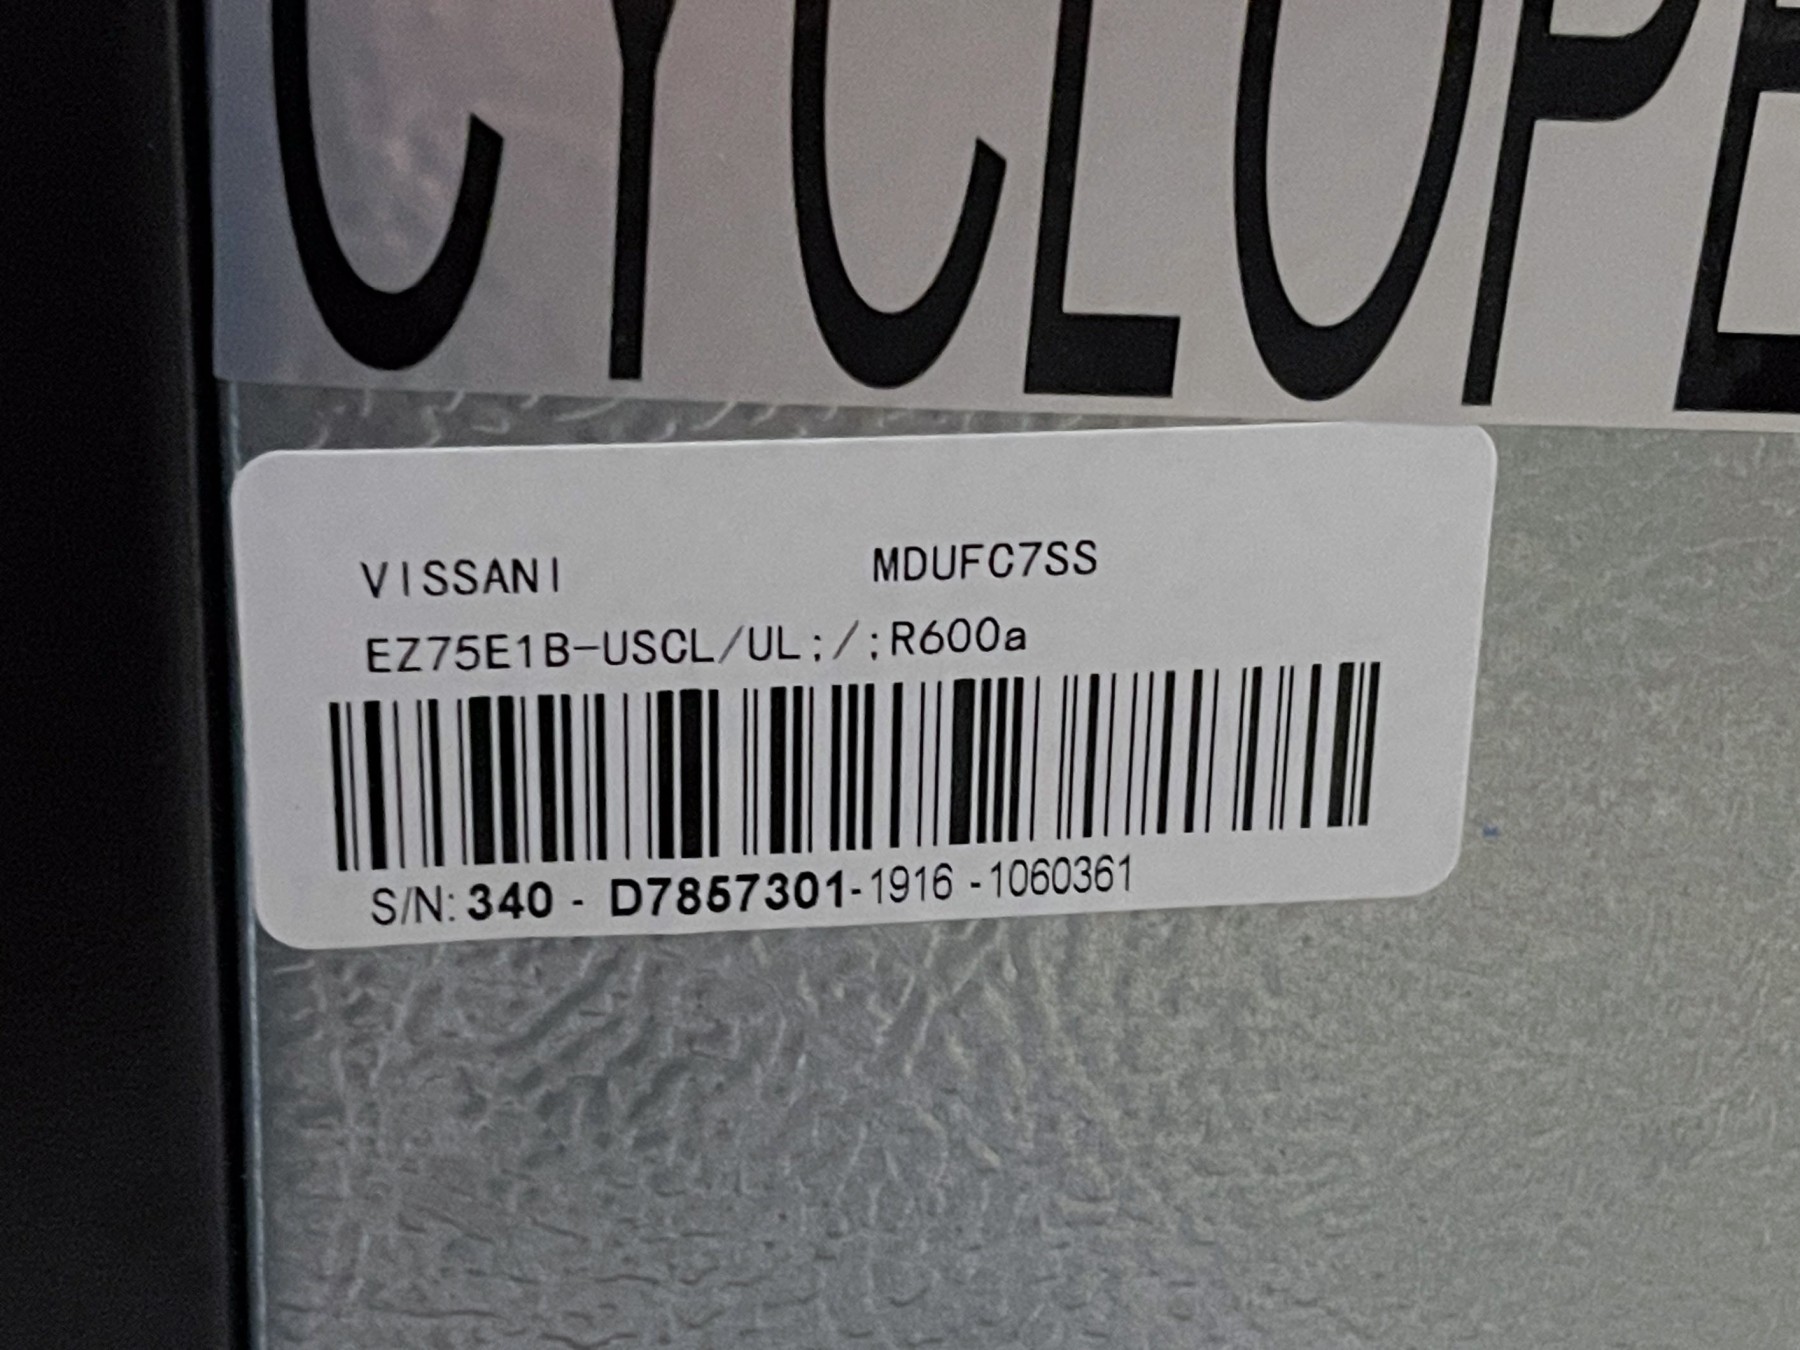 CYCLOPE
VISSANI MDUFC7SS
EZ75E1B-USCL/UL;/;R600a
S/N: 340 - D7857301-1916 -1060361